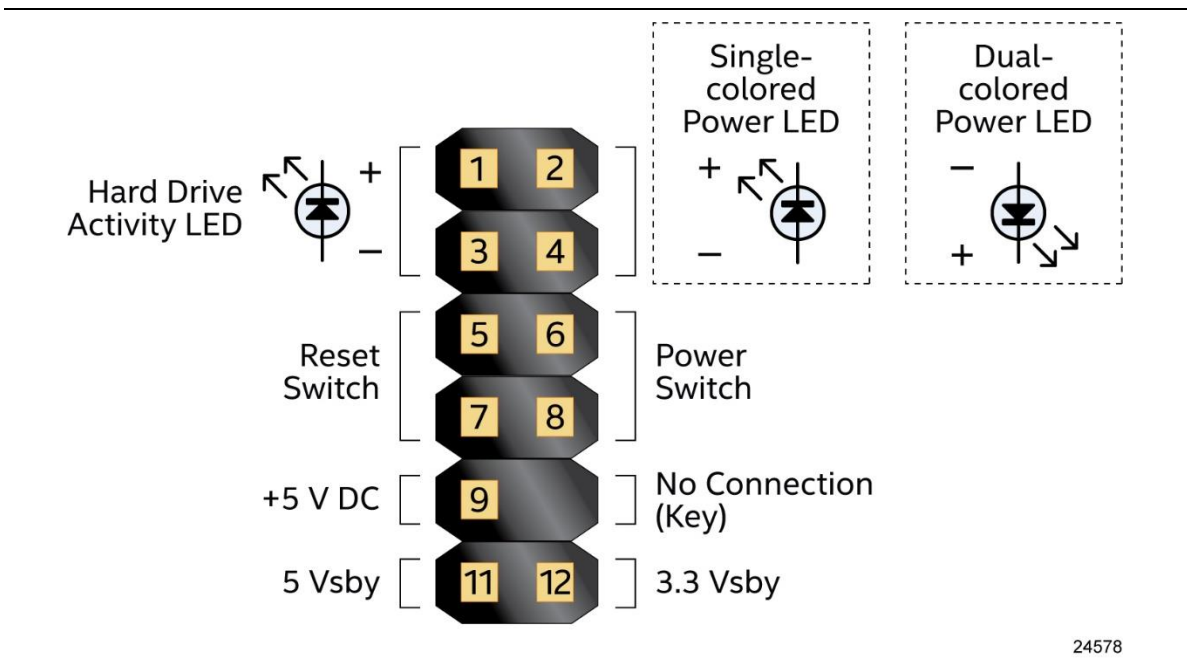 Single-
colored
Power LED
Dual-
colored
Power LED
Hard Drive
Activity LED
+
–
1 2
3 4
+
–
–
+
Reset
Switch
5 6
7 8
Power
Switch
+5 V DC
9
No Connection
(Key)
5 Vsby
11 12
3.3 Vsby
24578